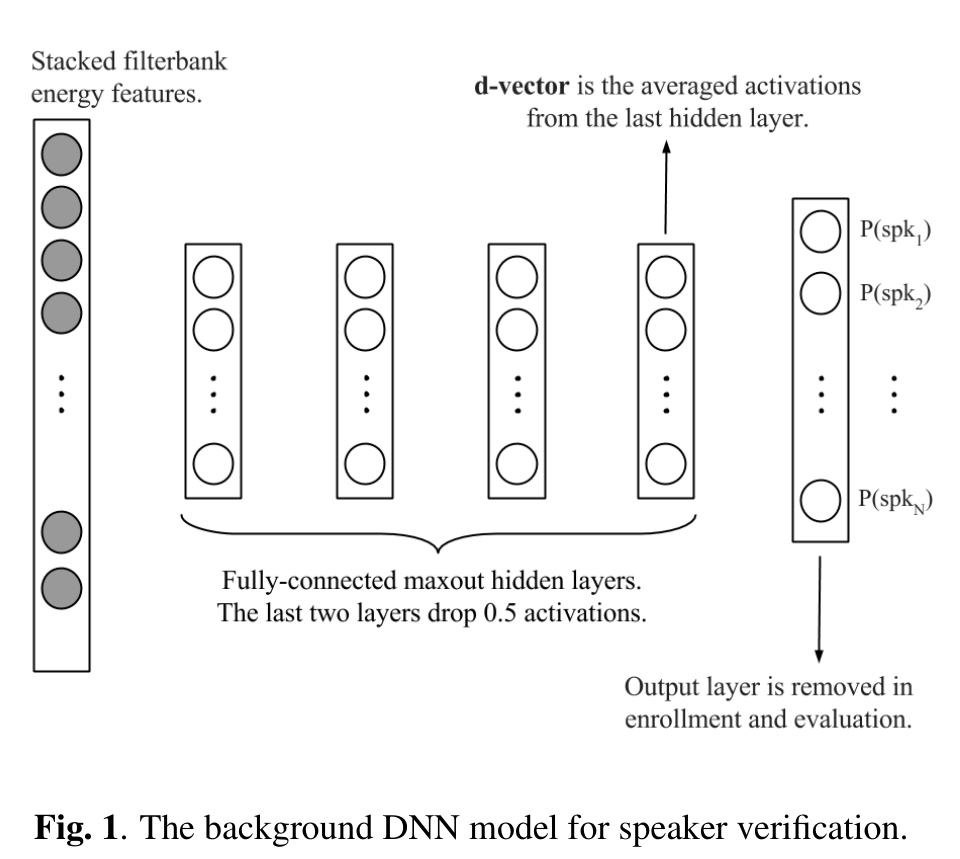 Stacked filterbank
energy features.
d-vector is the averaged activations
from the last hidden layer.
P(spk₁)
P(spk₂)
P(spk_N)
Fully-connected maxout hidden layers.
The last two layers drop 0.5 activations.
Output layer is removed in
enrollment and evaluation.
Fig. 1. The background DNN model for speaker verification.